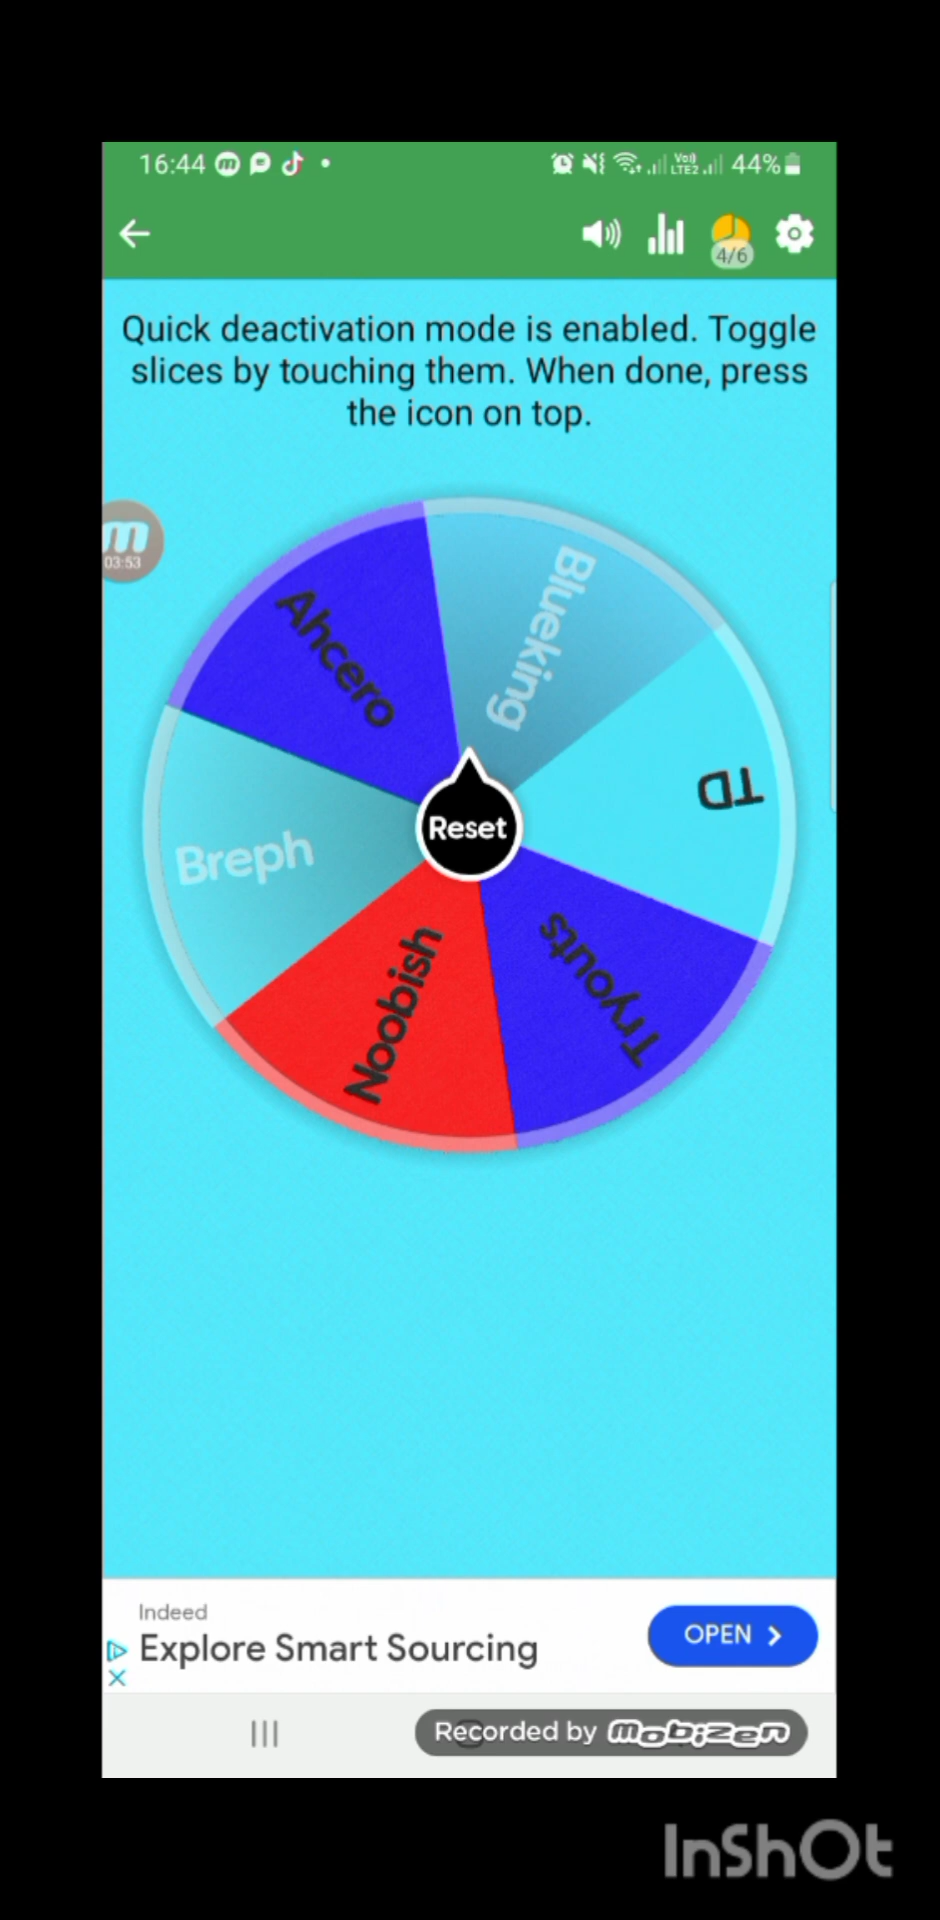 16:44
Vo))
LTE2
44%
4/6
Quick deactivation mode is enabled. Toggle
slices by touching them. When done, press
the icon on top.
m
03:53
Ahcero
Blueking
TD
Breph
Reset
Noobish
Tryouts
Indeed
Explore Smart Sourcing
OPEN
Recorded by mobizen
InShOt